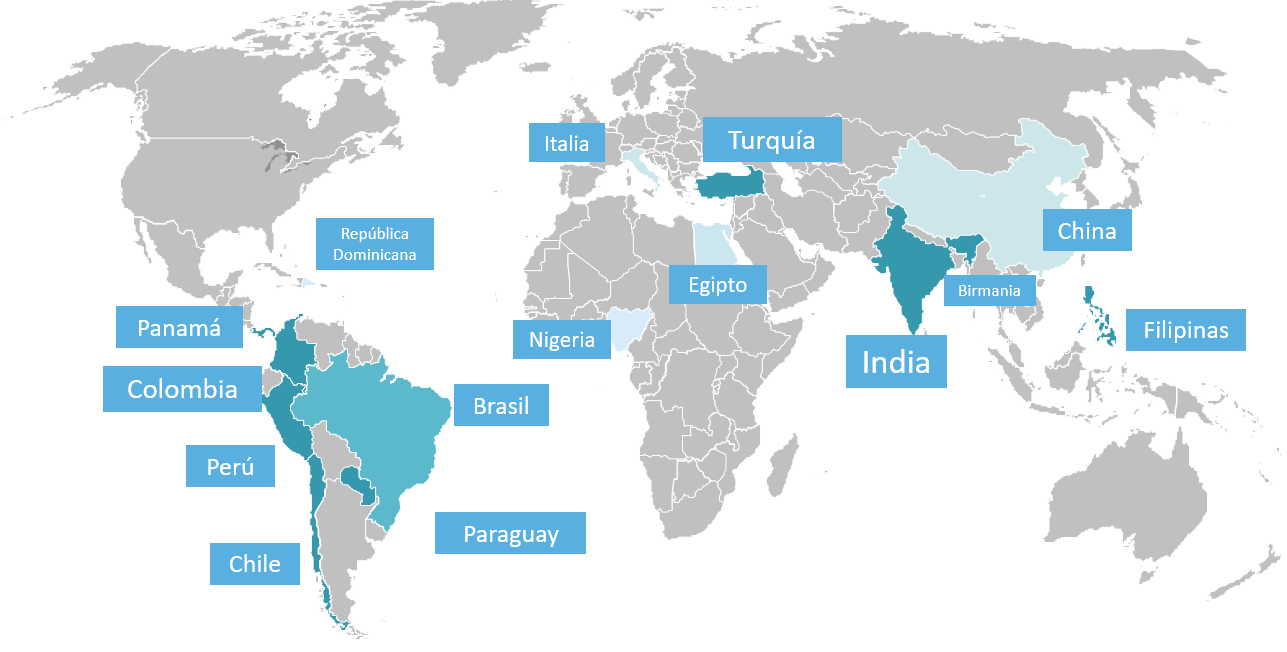 Italia
Turquía
República
Dominicana
China
Egipto
Birmania
Panamá
Nigeria
Filipinas
India
Colombia
Brasil
Perú
Paraguay
Chile